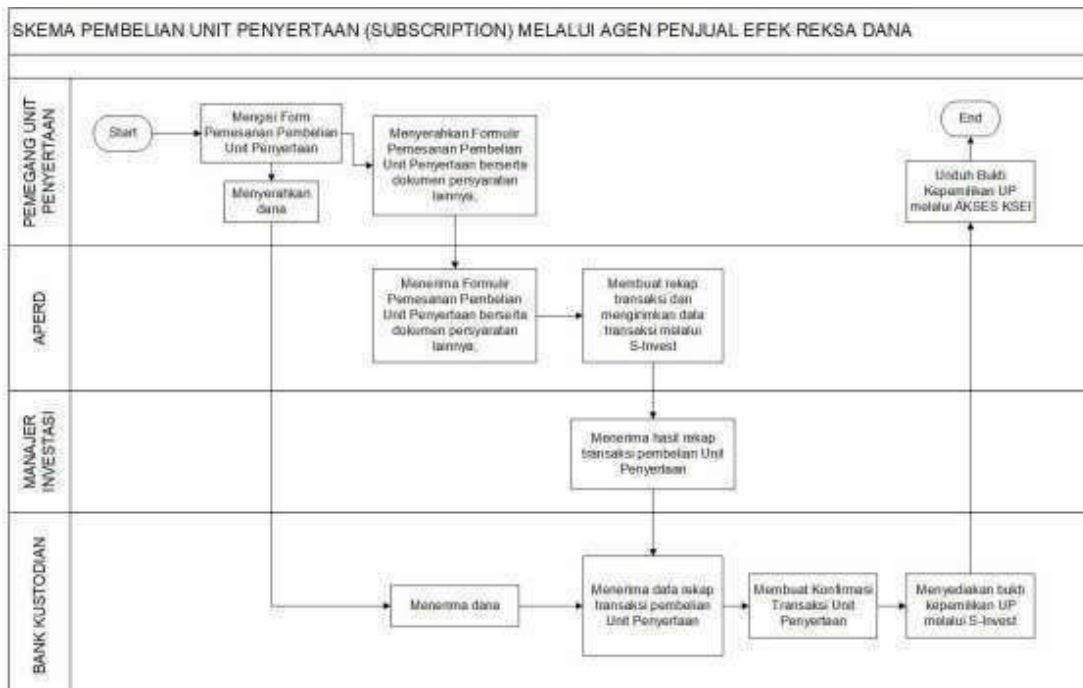 SKEMA PEMBELIAN UNIT PENYERTAAN (SUBSCRIPTION) MELALUI AGEN PENJUAL EFEK REKSA DANA
PEMEGANG UNIT
PENYERTAAN
Start
Mengisi Form
Pemesanan Pembelian
Unit Penyertaan
Menyerahkan
dana
Menyerahkan Formulir
Pemesanan Pembelian
Unit Penyertaan berserta
dokumen persyaratan
lainnya;
End
Unduh Bukti
Kepemilikan UP
melalui AKSES KSEI
APERD
Menerima Formulir
Pemesanan Pembelian
Unit Penyertaan berserta
dokumen persyaratan
lainnya;
Membuat rekap
transaksi dan
mengirimkan data
transaksi melalui
S-Invest
MANAJER
INVESTASI
Menerima hasil rekap
transaksi pembelian Unit
Penyertaan
BANK KUSTODIAN
Menerima dana
Menerima data rekap
transaksi pembelian
Unit Penyertaan
Membuat Konfirmasi
Transaksi Unit
Penyertaan
Menyediakan bukti
kepemilikan UP
melalui S-Invest